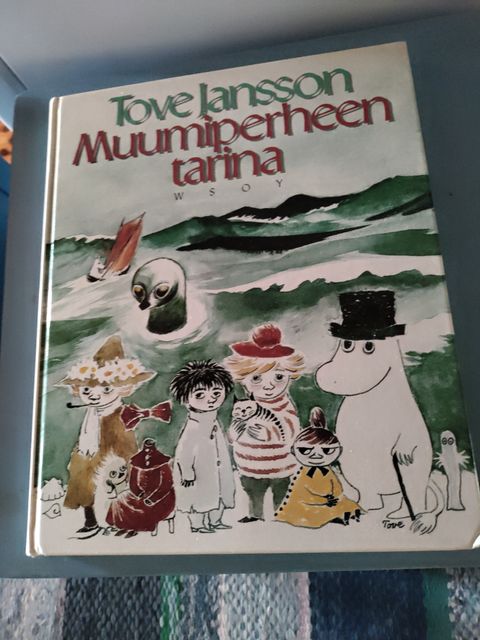 Tove Jansson
Muumiperheen
tarina
WSOY
Tove